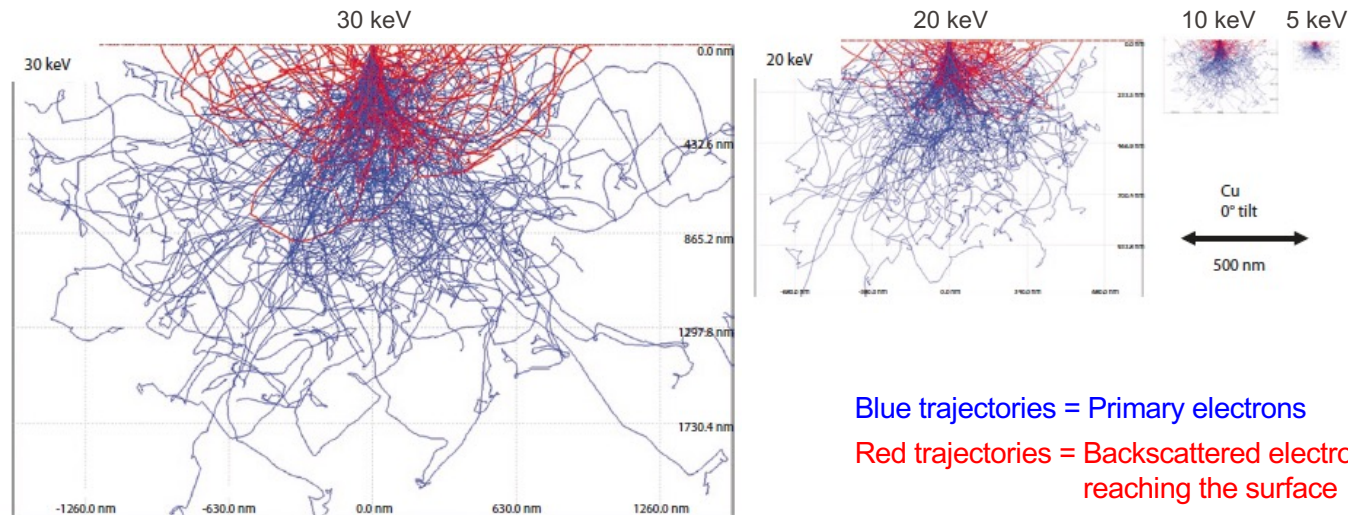 30 keV
20 keV
10 keV
5 keV
30 keV
0.0 nm
432.6 nm
865.2 nm
1297.8 nm
1730.4 nm
-1260.0 nm
-630.0 nm
0.0 nm
630.0 nm
1260.0 nm
20 keV
0.0 nm
Cu
0° tilt
500 nm
Blue trajectories = Primary electrons
Red trajectories = Backscattered electro
reaching the surface